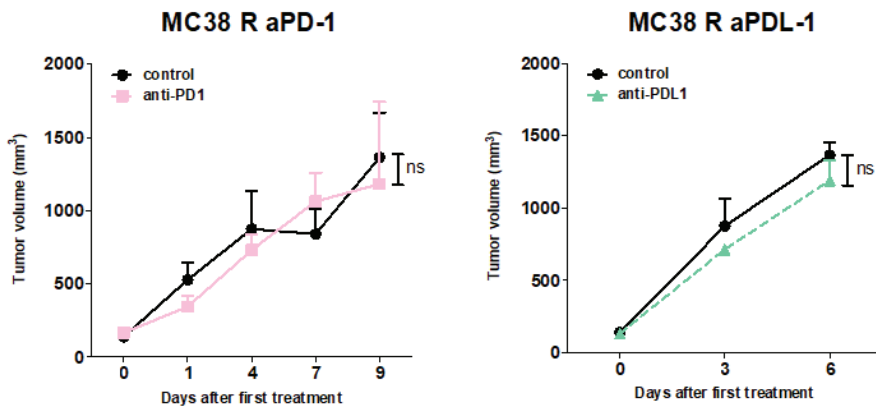 MC38 R aPD-1
2000
1500
1000
500
0
Tumor volume (mm³)
control
anti-PD1
ns
0 1 4 7 9
Days after first treatment
MC38 R aPDL-1
2000
1500
1000
500
0
Tumor volume (mm³)
control
anti-PDL1
ns
0 3 6
Days after first treatment